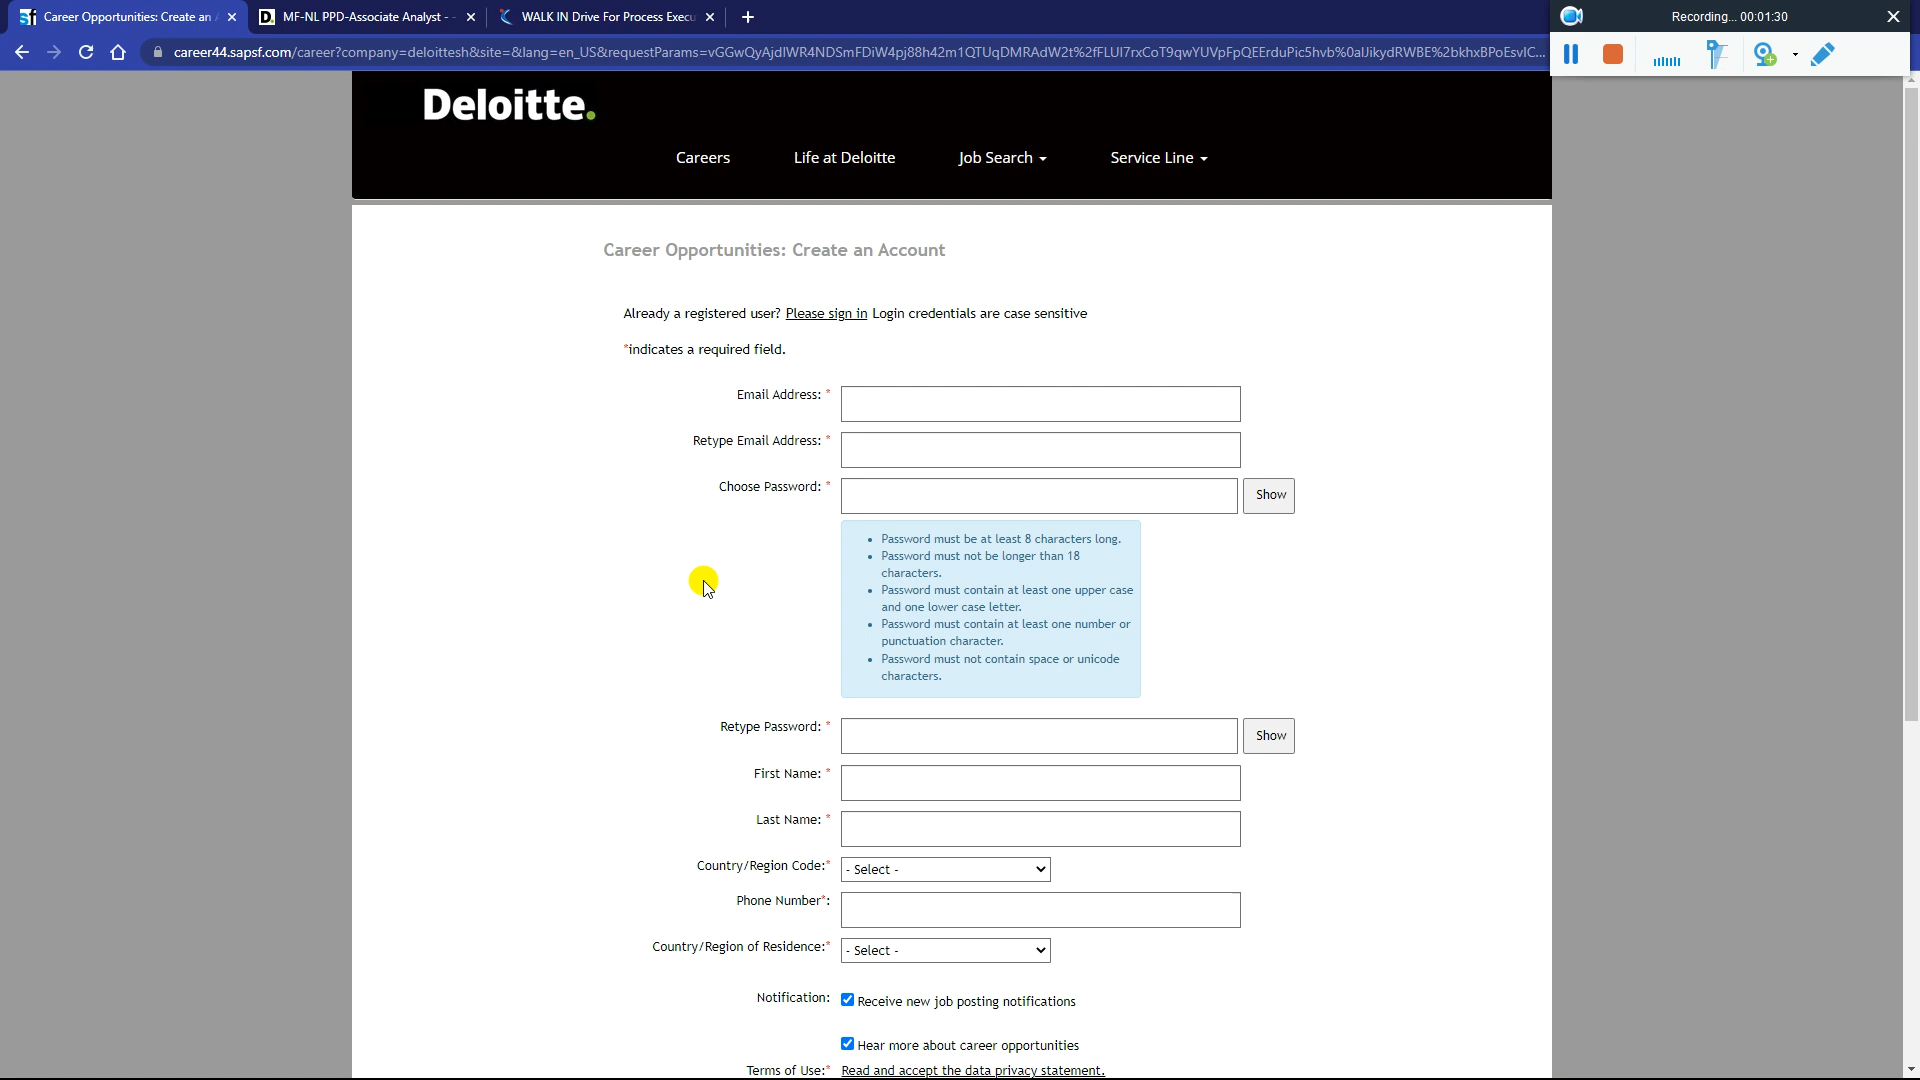 Career Opportunities: Create an
MF-NL PPD-Associate Analyst -
WALK IN Drive For Process Execu
Recording... 00:01:30
career44.sapsf.com/career?company=deloittesh&site=&lang=en_US&requestParams=vGGwQyAjdlWR4NDSmFDiW4pj88h42m1QTUqDMRAdW2t%2fFLUI7rxCoT9qwYUVpFpQEErduPic5hvb%0alJikydRWBE%2bkhxBPoEsvIC...
Deloitte.
Careers
Life at Deloitte
Job Search
Service Line
Career Opportunities: Create an Account
Already a registered user? Please sign in Login credentials are case sensitive
*indicates a required field.
Email Address: *
Retype Email Address: *
Choose Password: *
Show
• Password must be at least 8 characters long.
• Password must not be longer than 18
characters.
• Password must contain at least one upper case
and one lower case letter.
• Password must contain at least one number or
punctuation character.
• Password must not contain space or unicode
characters.
Retype Password: *
Show
First Name: *
Last Name: *
Country/Region Code:*
- Select -
Phone Number*:
Country/Region of Residence:*
- Select -
Notification:
Receive new job posting notifications
Hear more about career opportunities
Terms of Use:*
Read and accept the data privacy statement.